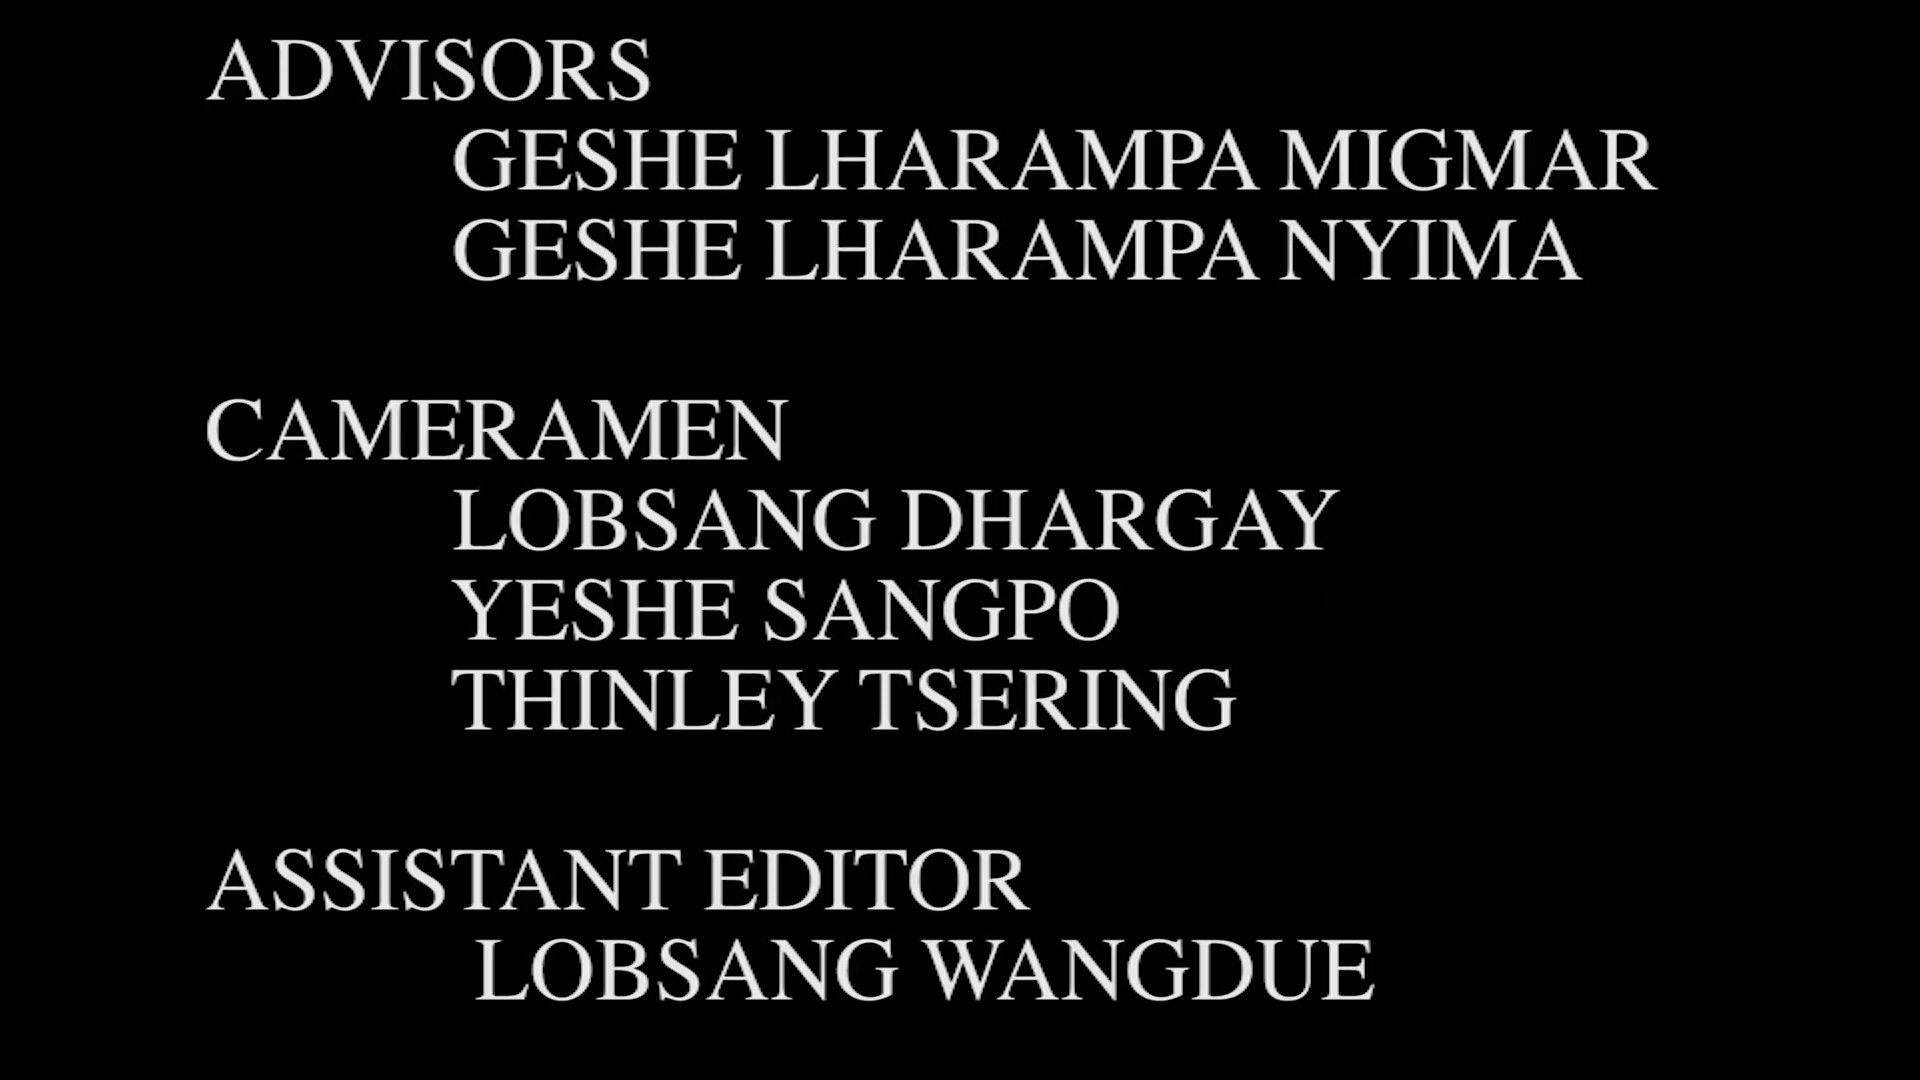 ADVISORS
GESHE LHARAMPA MIGMAR
GESHE LHARAMPA NYIMA
CAMERAMEN
LOBSANG DHARGAY
YESHE SANGPO
THINLEY TSERING
ASSISTANT EDITOR
LOBSANG WANGDUE